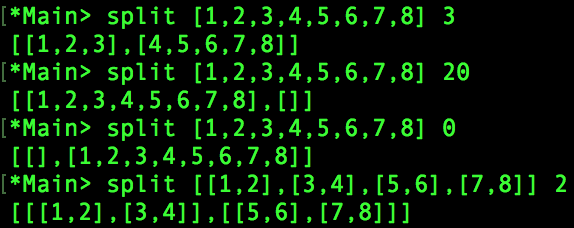 [*Main> split [1,2,3,4,5,6,7,8] 3
[[1,2,3],[4,5,6,7,8]]
[*Main> split [1,2,3,4,5,6,7,8] 20
[[1,2,3,4,5,6,7,8],[]]
[*Main> split [1,2,3,4,5,6,7,8] 0
[[],[1,2,3,4,5,6,7,8]]
[*Main> split [[1,2],[3,4],[5,6],[7,8]] 2
[[[1,2],[3,4]],[[5,6],[7,8]]]